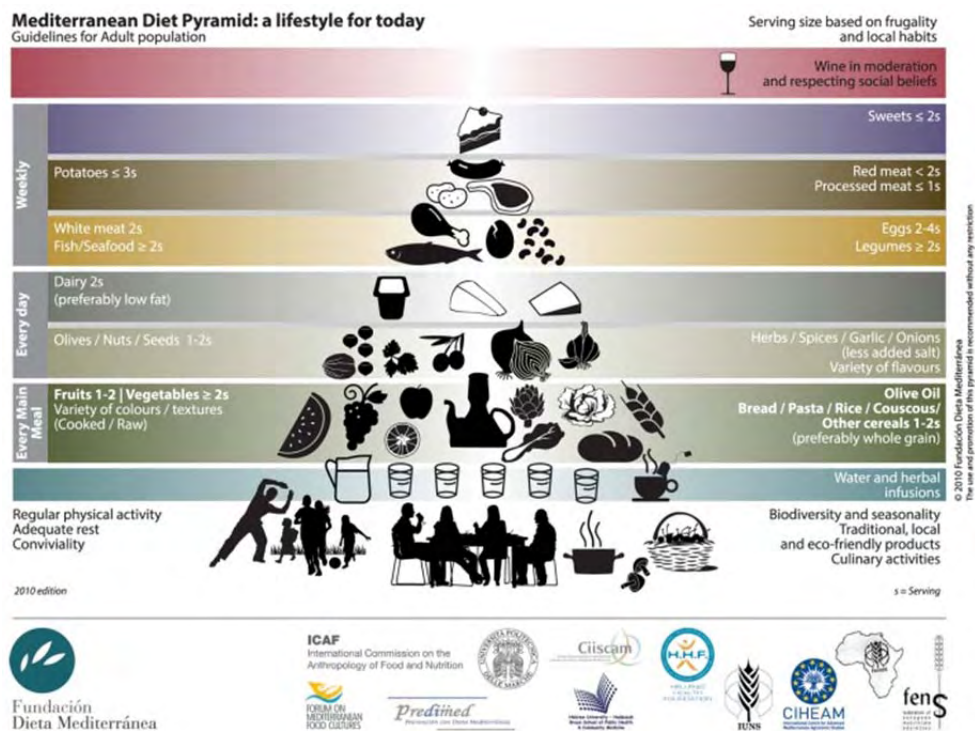 Mediterranean Diet Pyramid: a lifestyle for today
Guidelines for Adult population
Serving size based on frugality
and local habits
Wine in moderation
and respecting social beliefs
Weekly
Sweets ≤ 2s
Potatoes ≤ 3s
Red meat < 2s
Processed meat ≤ 1s
White meat 2s
Fish/Seafood ≥ 2s
Eggs 2-4s
Legumes ≥ 2s
Every day
Dairy 2s
(preferably low fat)
Olives / Nuts / Seeds 1-2s
Herbs / Spices / Garlic / Onions
(less added salt)
Variety of flavours
Every Main
Meal
Fruits 1-2 | Vegetables ≥ 2s
Variety of colours / textures
(Cooked / Raw)
Olive Oil
Bread / Pasta / Rice / Couscous/
Other cereals 1-2s
(preferably whole grain)
Water and herbal
infusions
Regular physical activity
Adequate rest
Conviviality
Biodiversity and seasonality
Traditional, local
and eco-friendly products
Culinary activities
2010 edition
s = Serving
© 2010 Fundación Dieta Mediterránea
The use and promotion of this pyramid is recommended without any restriction
Fundación
Dieta Mediterránea
ICAF
International Commission on the
Anthropology of Food and Nutrition
FORUM ON
MEDITERRANEAN
FOOD CULTURES
Predimed
Ciiscam
H.H.F.
HELLENIC
HEALTH
FOUNDATION
IUNS
CIHEAM
fens